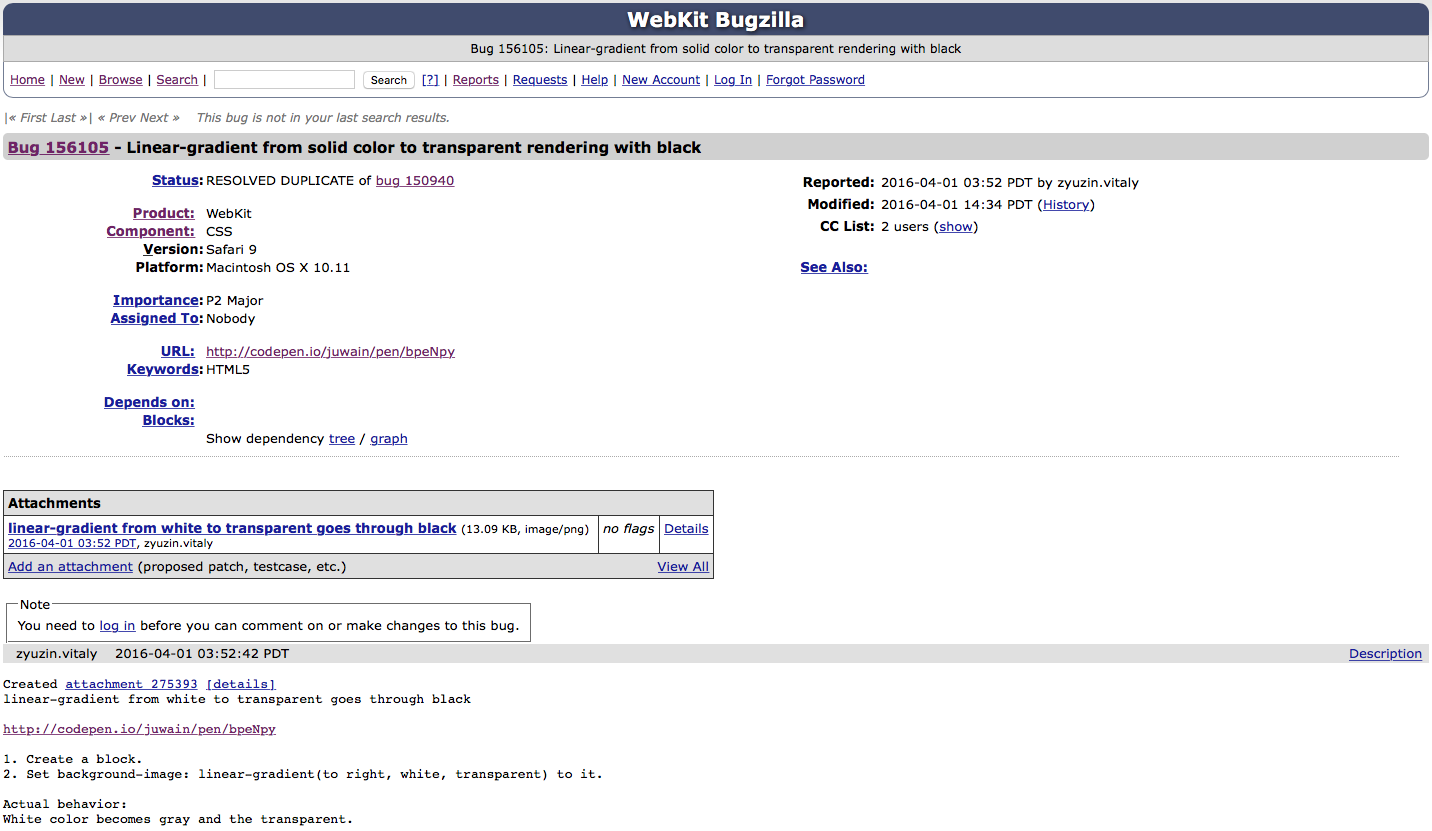 WebKit Bugzilla
Bug 156105: Linear-gradient from solid color to transparent rendering with black
Home | New | Browse | Search | Search [?] | Reports | Requests | Help | New Account | Log In | Forgot Password
|« First Last »| « Prev Next » This bug is not in your last search results.
Bug 156105 - Linear-gradient from solid color to transparent rendering with black
Status: RESOLVED DUPLICATE of bug 150940
Product: WebKit
Component: CSS
Version: Safari 9
Platform: Macintosh OS X 10.11
Importance: P2 Major
Assigned To: Nobody
URL: http://codepen.io/juwain/pen/bpeNpy
Keywords: HTML5
Depends on:
Blocks:
Show dependency tree / graph
Reported: 2016-04-01 03:52 PDT by zyuzin.vitaly
Modified: 2016-04-01 14:34 PDT (History)
CC List: 2 users (show)
See Also:
Attachments
linear-gradient from white to transparent goes through black (13.09 KB, image/png) no flags Details
2016-04-01 03:52 PDT, zyuzin.vitaly
Add an attachment (proposed patch, testcase, etc.) View All
Note
You need to log in before you can comment on or make changes to this bug.
zyuzin.vitaly 2016-04-01 03:52:42 PDT Description
Created attachment 275393 [details]
linear-gradient from white to transparent goes through black
http://codepen.io/juwain/pen/bpeNpy
1. Create a block.
2. Set background-image: linear-gradient(to right, white, transparent) to it.
Actual behavior:
White color becomes gray and the transparent.